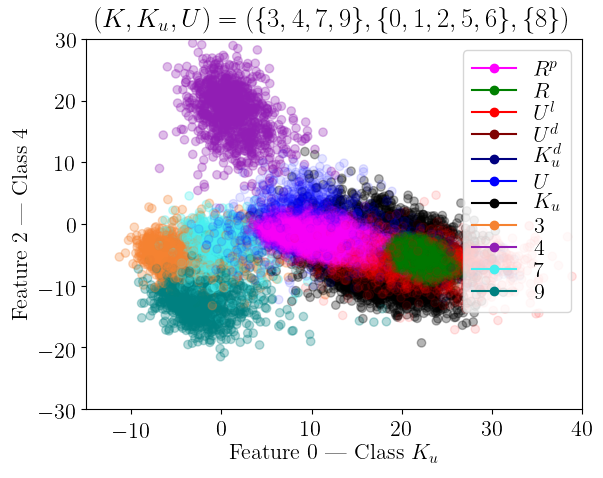 (K, K_u, U) = ({3, 4, 7, 9}, {0, 1, 2, 5, 6}, {8})
30
20
10
0
−10
−20
−30
Feature 2 — Class 4
R^p
R
U^l
U^d
K_u^d
U
K_u
3
4
7
9
−10
0
10
20
30
40
Feature 0 — Class K_u